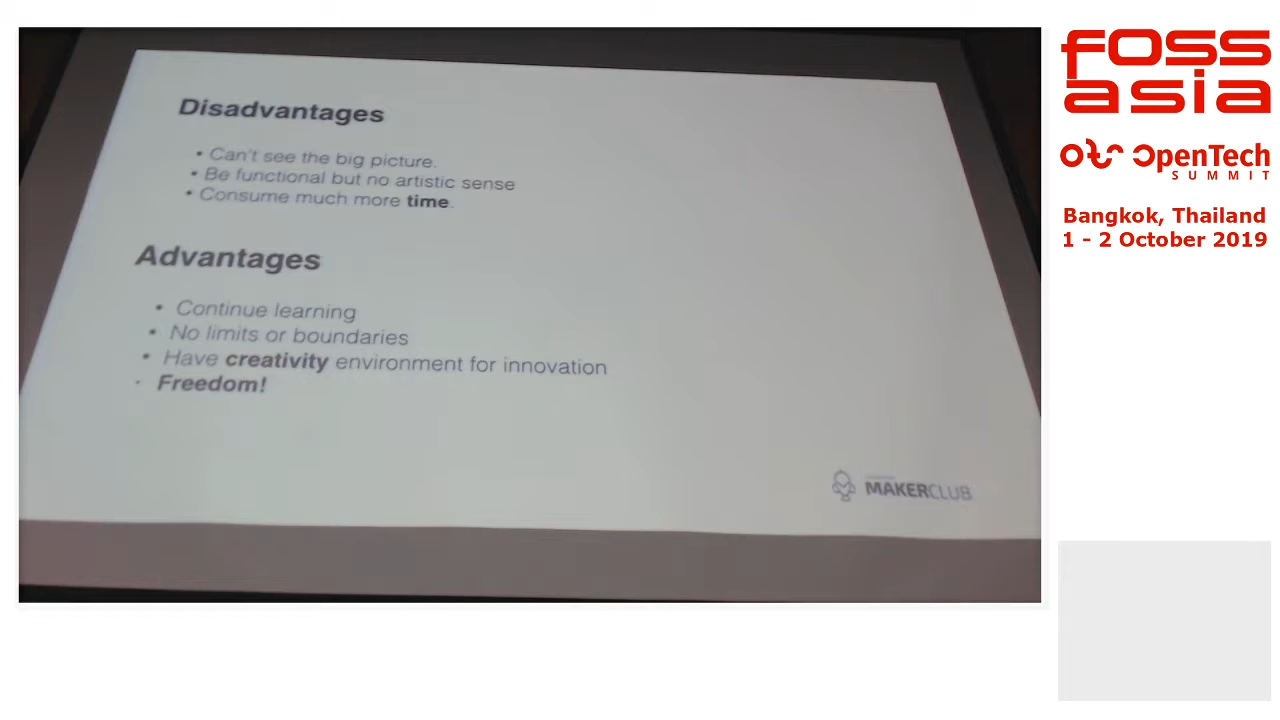 Disadvantages
• Can't see the big picture.
• Be functional but no artistic sense
• Consume much more time.
Advantages
• Continue learning
• No limits or boundaries
• Have creativity environment for innovation
• Freedom!
MAKERCLUB
foss
asia
OpenTech
SUMMIT
Bangkok, Thailand
1 - 2 October 2019